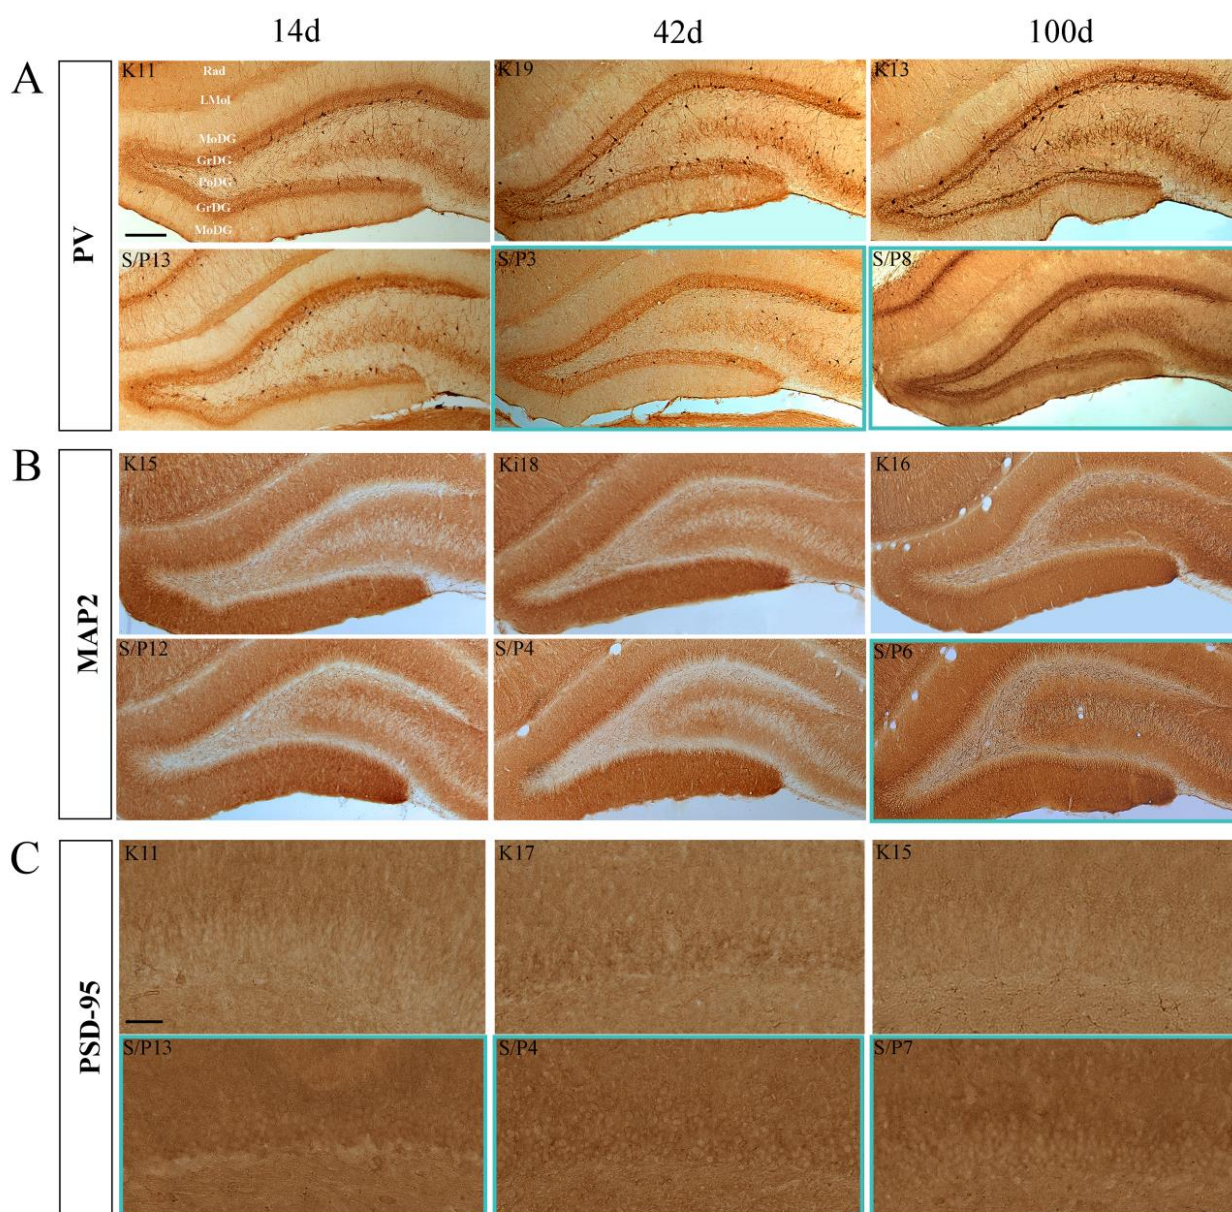 14d 42d 100d
A
PV
K11 K19 K13
Rad
LMol
MoDG
GrDG
PoDG
GrDG
MoDG
S/P13 S/P3 S/P8
B
MAP2
K15 Ki18 K16
S/P12 S/P4 S/P6
C
PSD-95
K11 K17 K15
S/P13 S/P4 S/P7